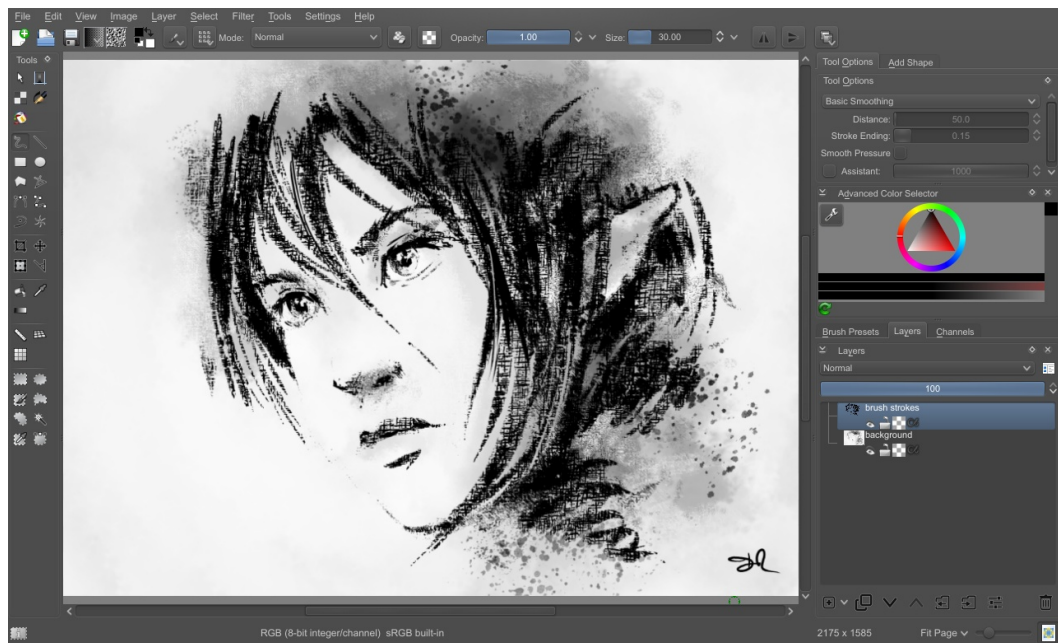 File Edit View Image Layer Select Filter Tools Settings Help
Mode: Normal Opacity: 1.00 Size: 30.00
Tools
Tool Options Add Shape
Tool Options
Basic Smoothing
Distance: 50.0
Stroke Ending: 0.15
Smooth Pressure
Assistant: 1000
Advanced Color Selector
Brush Presets Layers Channels
Layers
Normal
100
brush strokes
background
RGB (8-bit integer/channel) sRGB built-in 2175 x 1585 Fit Page